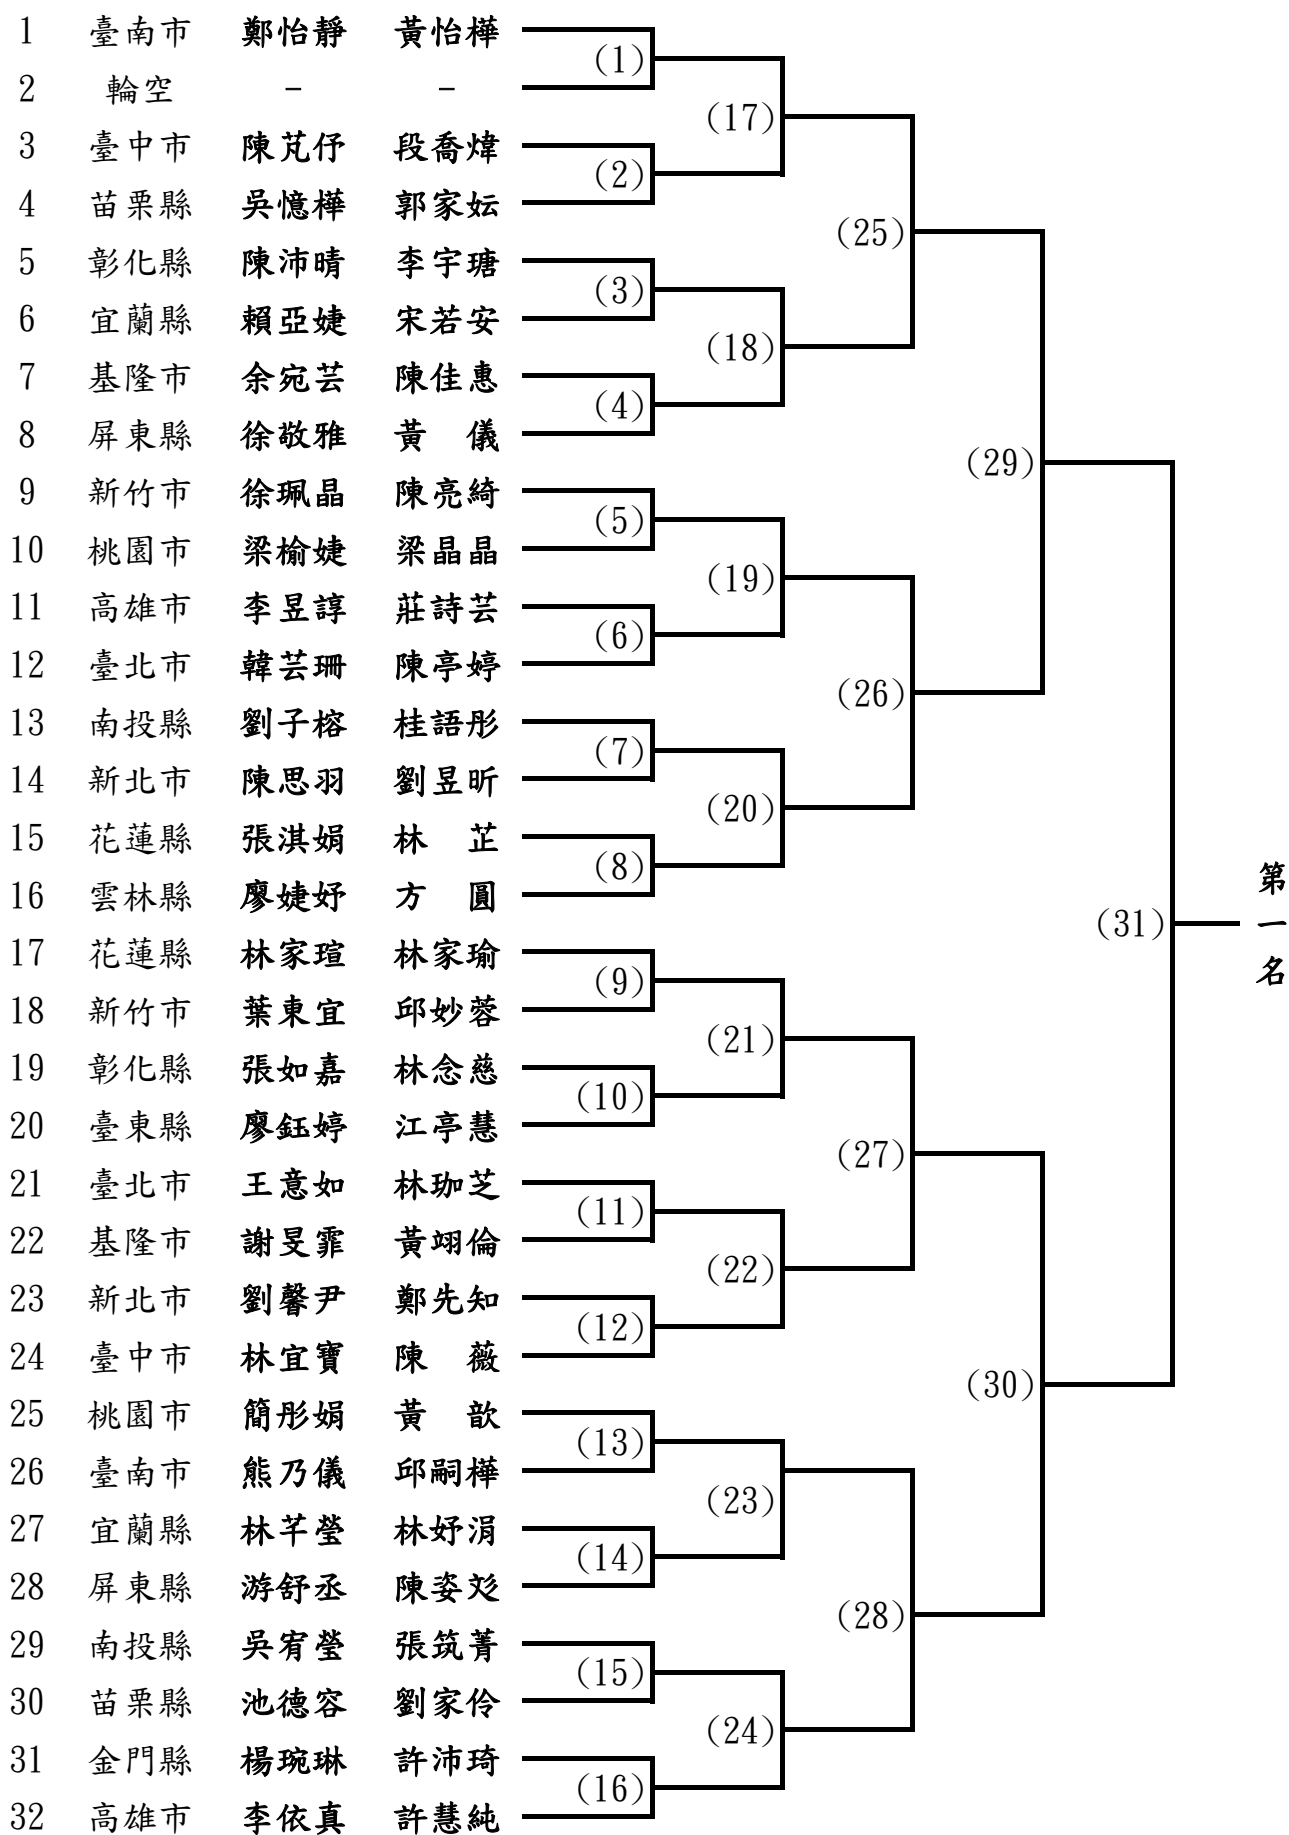 1 臺南市 鄭怡靜 黃怡樺
(1)
2 輪空 - -
(17)
3 臺中市 陳芃伃 段喬煒
(2)
4 苗栗縣 吳憶樺 郭家妘
(25)
5 彰化縣 陳沛晴 李宇瑭
(3)
6 宜蘭縣 賴亞婕 宋若安
(18)
7 基隆市 余宛芸 陳佳惠
(4)
8 屏東縣 徐敬雅 黃 儀
(29)
9 新竹市 徐珮晶 陳亮綺
(5)
10 桃園市 梁榆婕 梁晶晶
(19)
11 高雄市 李昱諄 莊詩芸
(6)
12 臺北市 韓芸珊 陳亭婷
(26)
13 南投縣 劉子榕 桂語彤
(7)
14 新北市 陳思羽 劉昱昕
(20)
15 花蓮縣 張淇娟 林 芷
(8)
16 雲林縣 廖婕妤 方 圓
(31) 第一名
17 花蓮縣 林家瑄 林家瑜
(9)
18 新竹市 葉東宜 邱妙蓉
(21)
19 彰化縣 張如嘉 林念慈
(10)
20 臺東縣 廖鈺婷 江亭慧
(27)
21 臺北市 王意如 林珈芝
(11)
22 基隆市 謝旻霏 黃翊倫
(22)
23 新北市 劉馨尹 鄭先知
(12)
24 臺中市 林宜寶 陳 薇
(30)
25 桃園市 簡彤娟 黃 歆
(13)
26 臺南市 熊乃儀 邱嗣樺
(23)
27 宜蘭縣 林芊瑩 林妤涓
(14)
28 屏東縣 游舒丞 陳姿彣
(28)
29 南投縣 吳宥瑩 張筑菁
(15)
30 苗栗縣 池德容 劉家伶
(24)
31 金門縣 楊琬琳 許沛琦
(16)
32 高雄市 李依真 許慧純